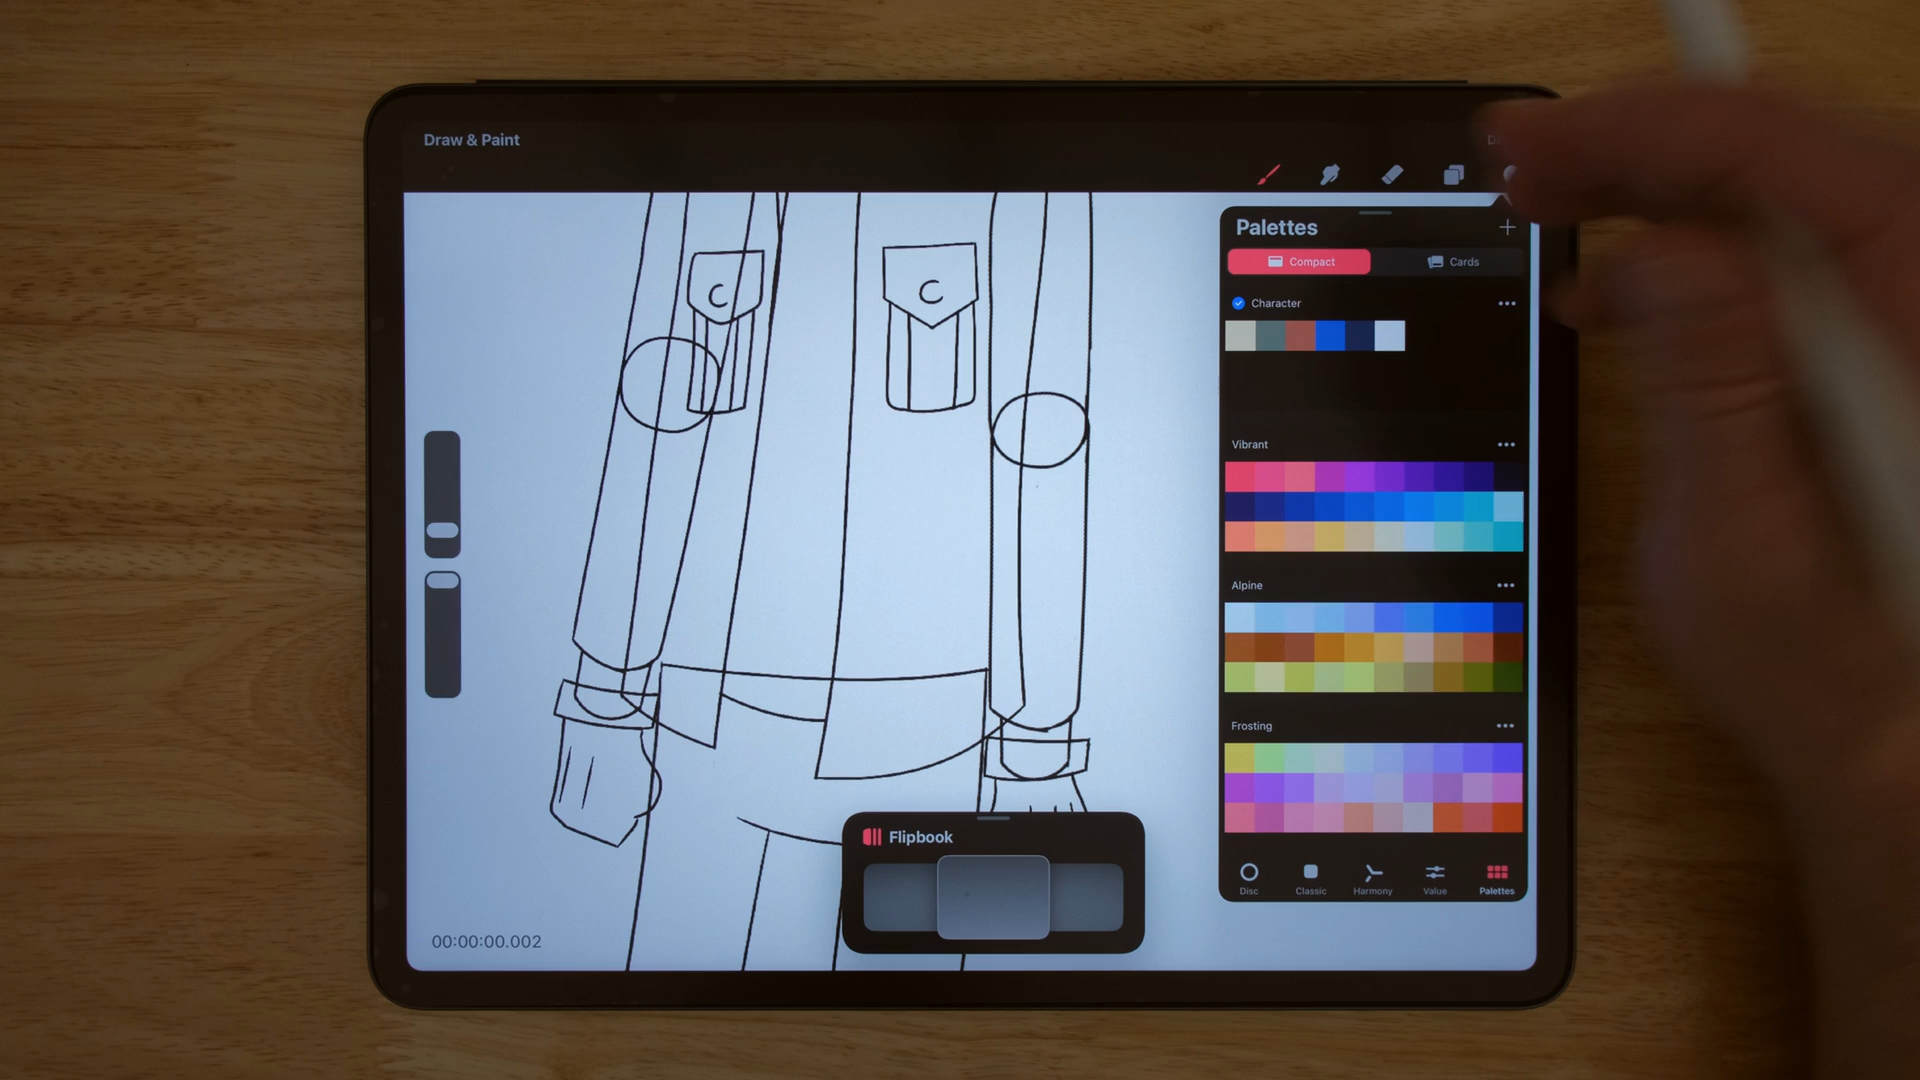 Draw & Paint
Palettes
Compact
Cards
Character
Vibrant
Alpine
Frosting
Disc
Classic
Harmony
Value
Palettes
Flipbook
00:00:00.002